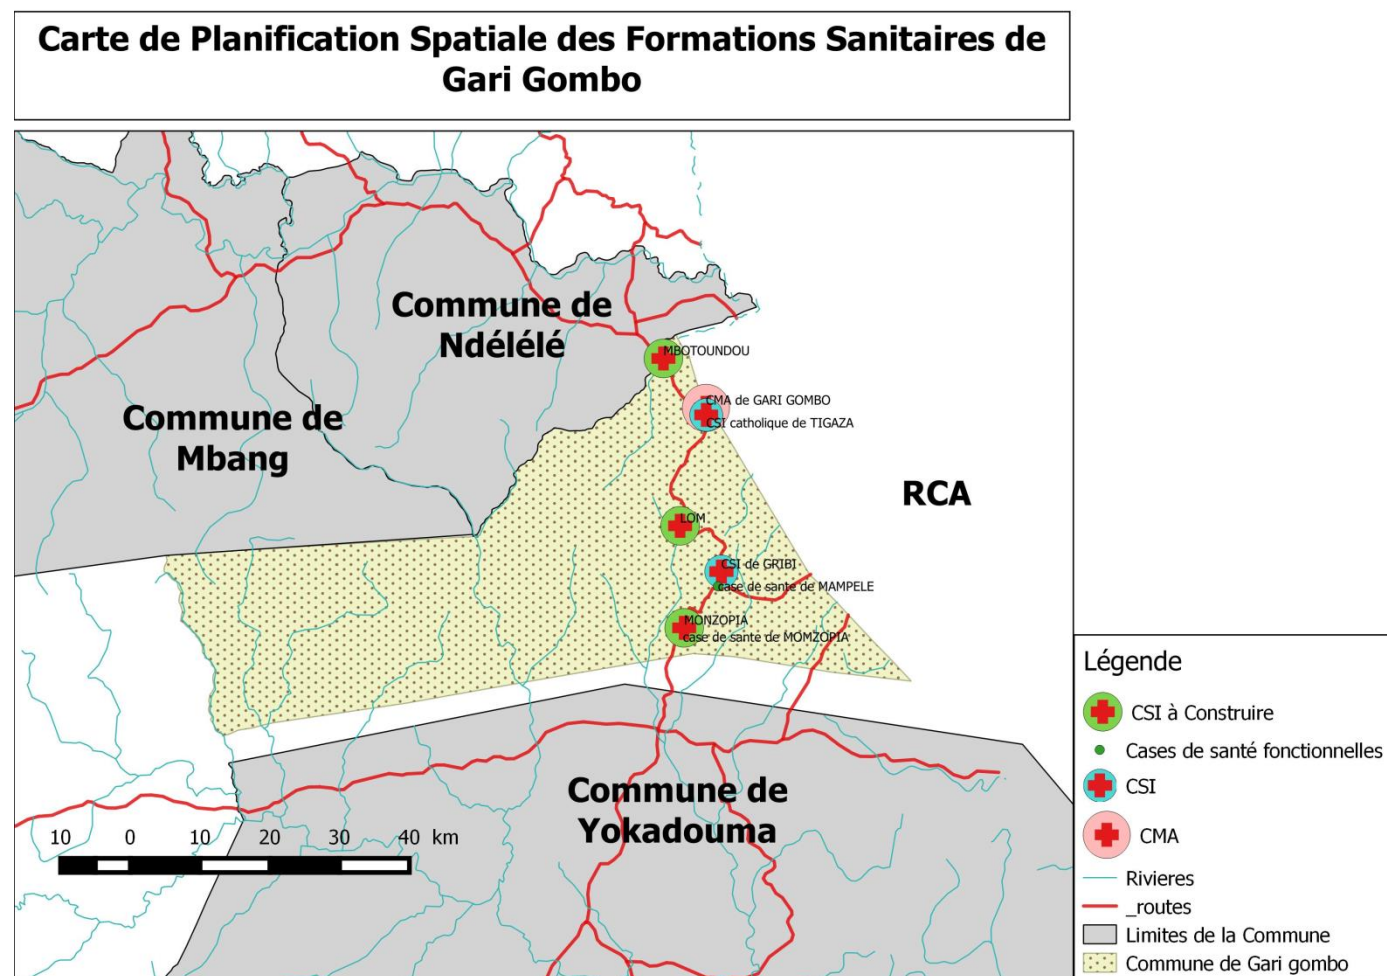 Carte de Planification Spatiale des Formations Sanitaires de
Gari Gombo
Commune de
Ndélélé
MBOTOUNDOU
CMA de GARI GOMBO
CSI catholique de TIGAZA
Commune de
Mbang
RCA
LOM
CSI de GRIBI
case de sante de MAMPELE
MONZOPIA
case de sante de MOMZOPIA
Commune de
Yokadouma
10 0 10 20 30 40 km
Légende
CSI à Construire
Cases de santé fonctionnelles
CSI
CMA
Rivieres
_routes
Limites de la Commune
Commune de Gari gombo